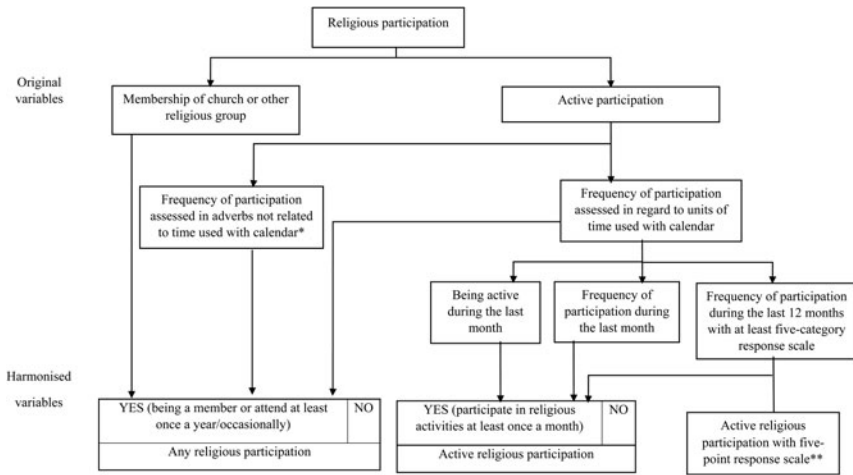 Religious participation
Original
variables
Membership of church or other
religious group
Active participation
Frequency of participation
assessed in adverbs not related
to time used with calendar*
Frequency of participation
assessed in regard to units of
time used with calendar
Being active
during the last
month
Frequency of
participation during
the last month
Frequency of participation
during the last 12 months
with at least five-category
response scale
Harmonised
variables
YES (being a member or attend at least
once a year/occasionally)
NO
Any religious participation
YES (participate in religious
activities at least once a month)
NO
Active religious participation
Active religious
participation with five-
point response scale**